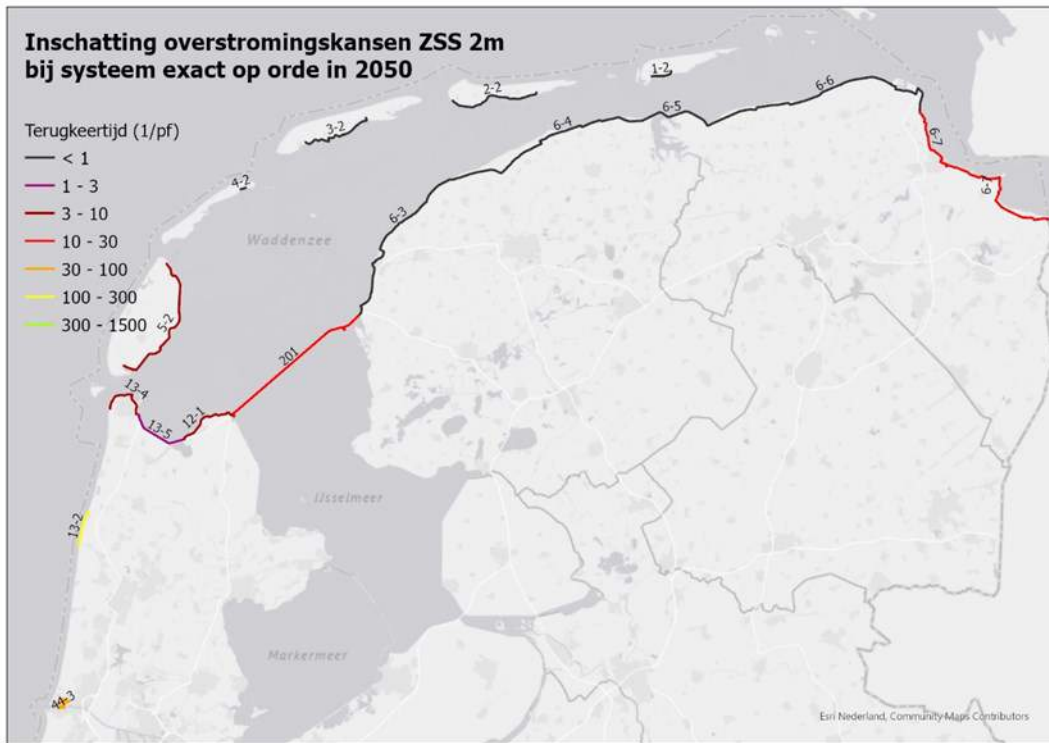 Inschatting overstromingskansen ZSS 2m
bij systeem exact op orde in 2050
Terugkeertijd (1/pf)
< 1
1 - 3
3 - 10
10 - 30
30 - 100
100 - 300
300 - 1500
1-2
2-2
3-2
4-2
5-2
6-3
6-4
6-5
6-6
6-7
6-7
Waddenzee
201
13-4
13-5
12-1
13-2
IJsselmeer
Markermeer
44-3
Esri Nederland, Community Maps Contributors